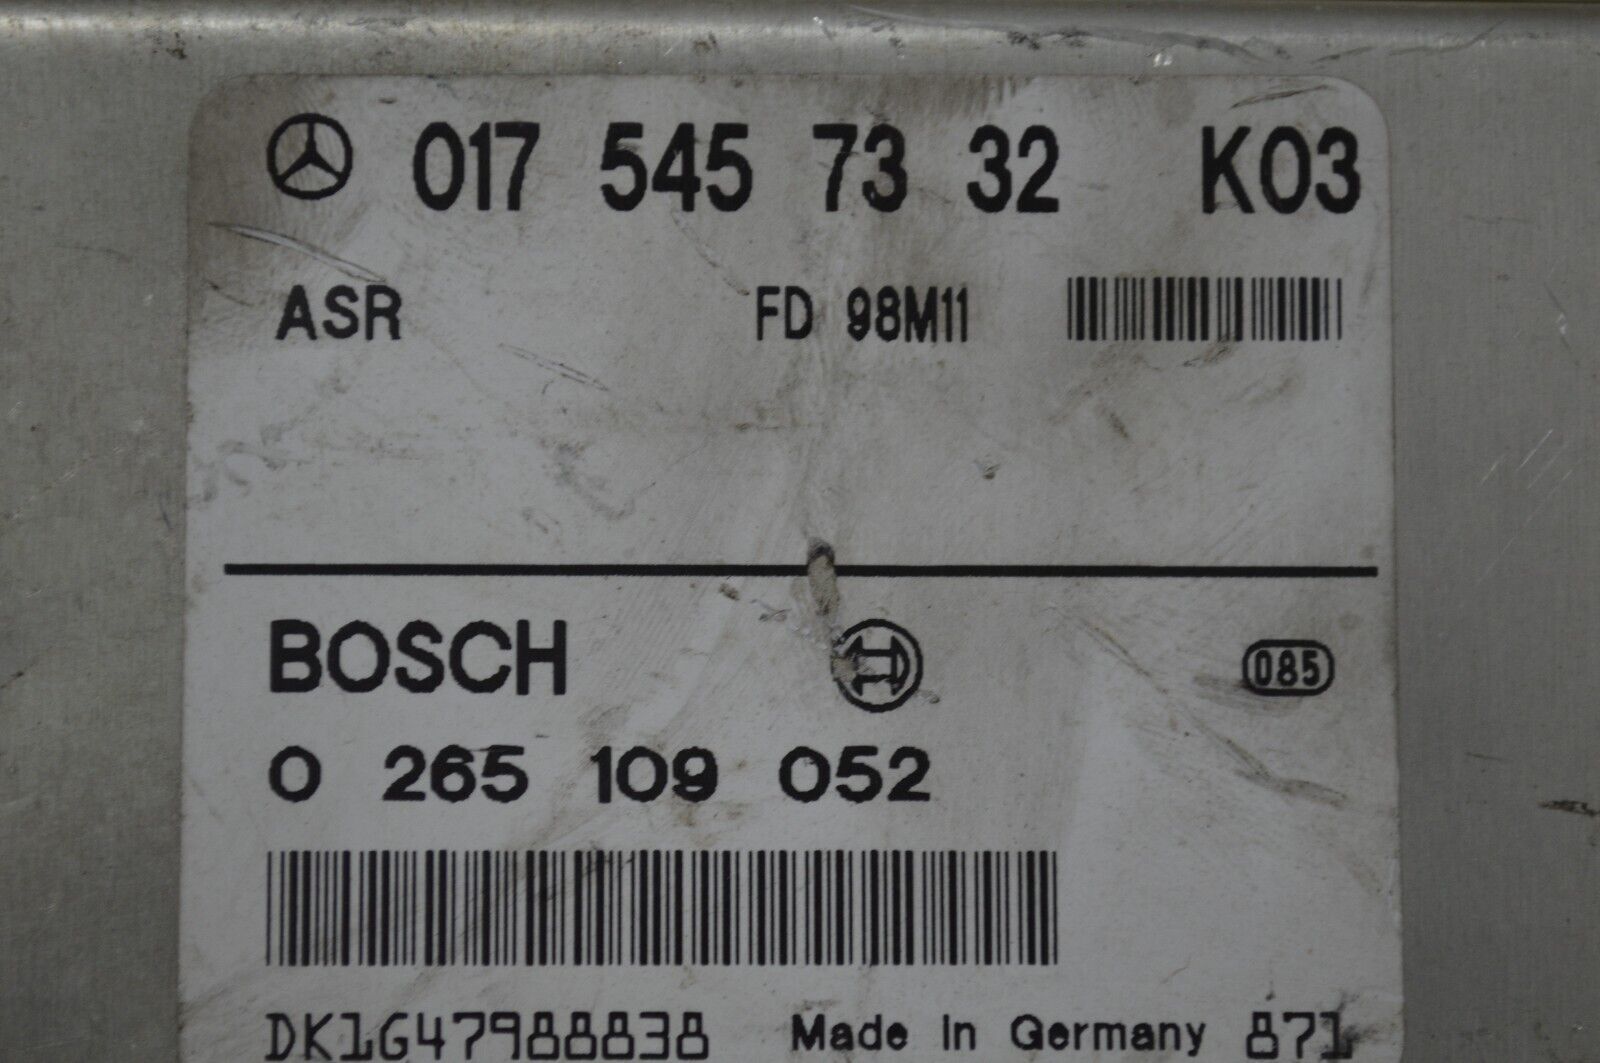 017 545 73 32 K03
ASR FD 98M11
BOSCH 085
0 265 109 052
DK1G47988838 Made in Germany 871